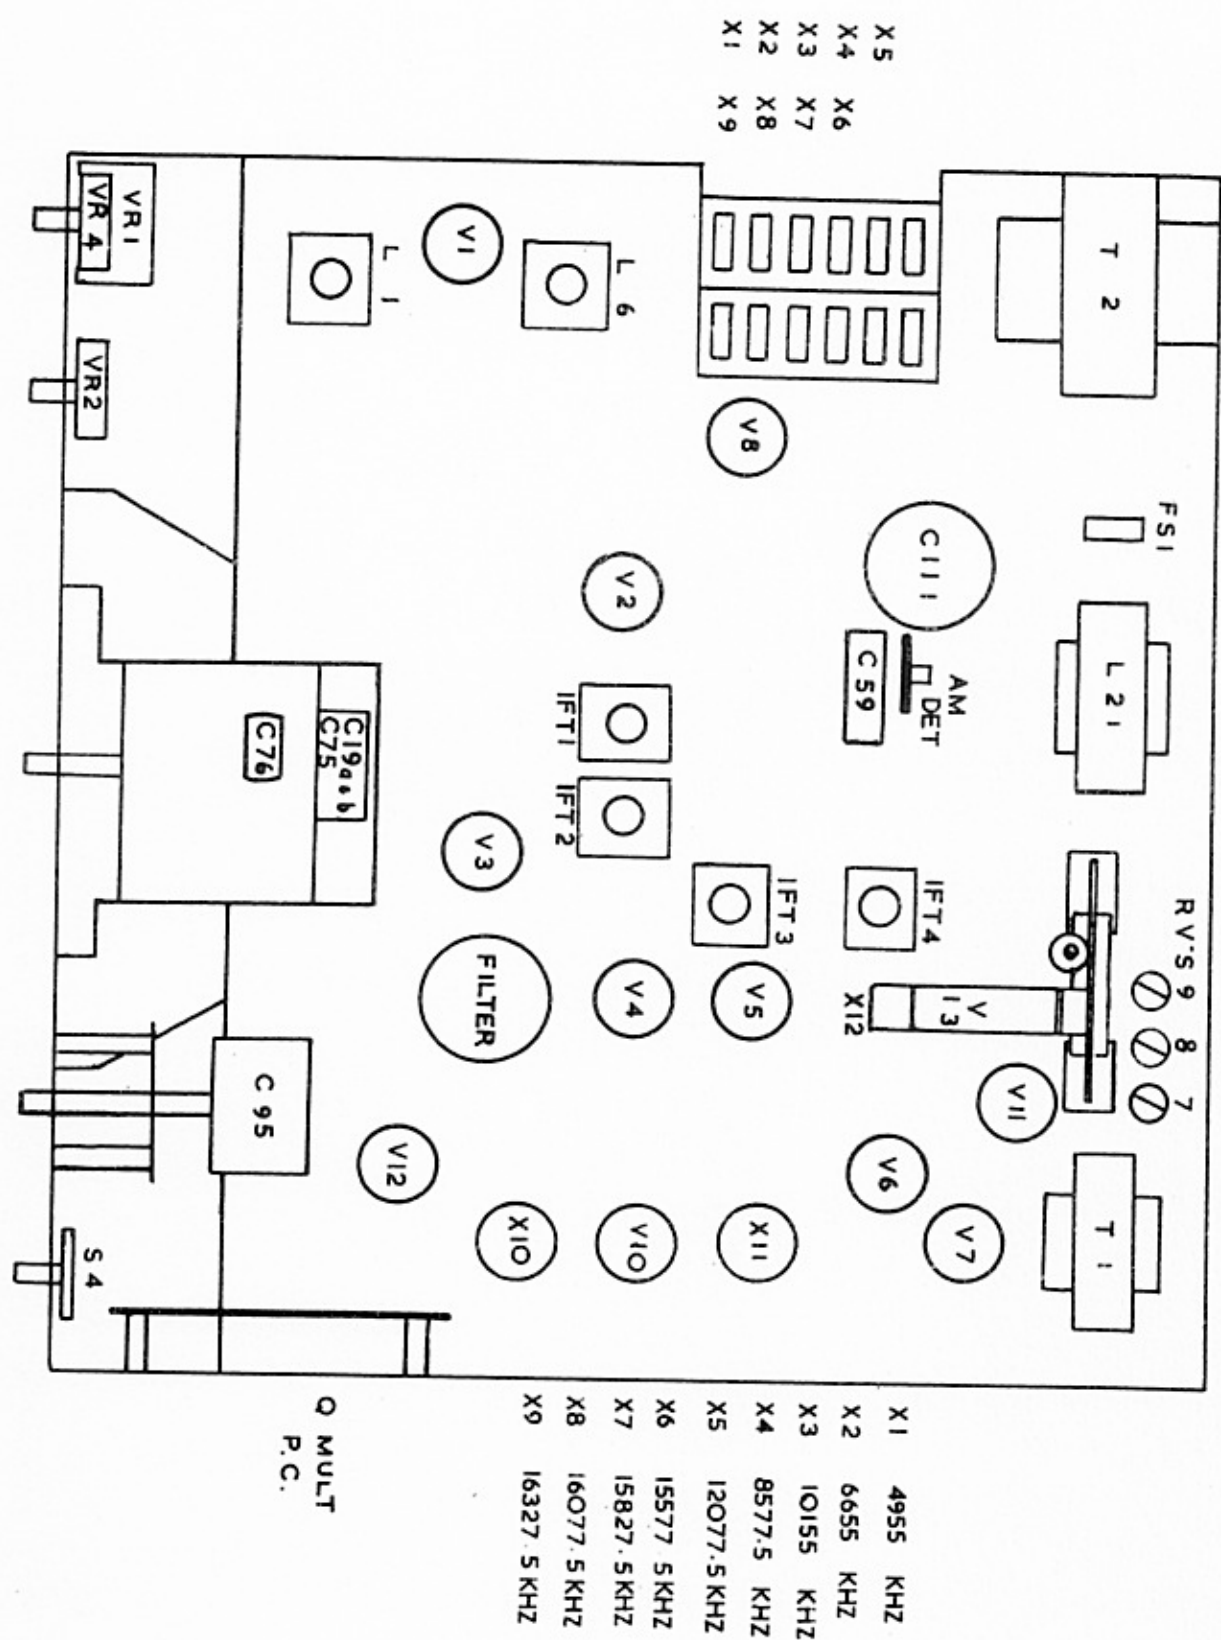 X5
X4 X6
X3 X7
X2 X8
X1 X9
T 2
FS1
L 21
RV'S 9 8 7
T 1
C111
AM
DET
C59
V8
IFT4
X12
V
13
V11
V6
V7
L 6
V1
L 1
V2
IFT1
IFT2
IFT3
V5
V4
V3
FILTER
X11
V10
X10
V12
VR1
VR4
VR2
C19a&b
C75
C76
C 95
S4
Q MULT
P.C.
X1 4955 KHZ
X2 6655 KHZ
X3 10155 KHZ
X4 8577.5 KHZ
X5 12077.5 KHZ
X6 15577.5 KHZ
X7 15827.5 KHZ
X8 16077.5 KHZ
X9 16327.5 KHZ